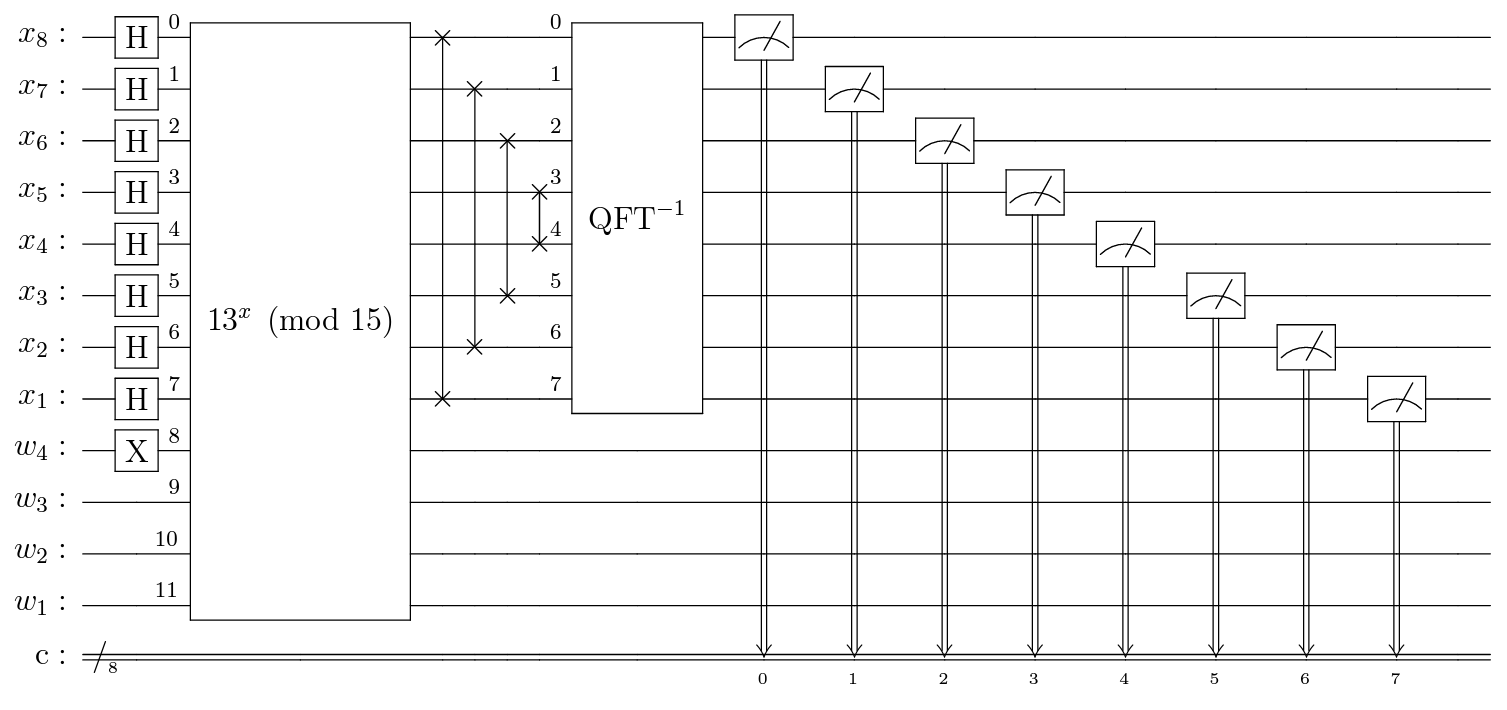 x₈ : H 0 0
x₇ : H 1 1
x₆ : H 2 2
x₅ : H 3 3
x₄ : H 4 QFT⁻¹ 4
x₃ : H 5 13ˣ (mod 15) 5
x₂ : H 6 6
x₁ : H 7 7
w₄ : X 8
w₃ : 9
w₂ : 10
w₁ : 11
c : 8
0 1 2 3 4 5 6 7